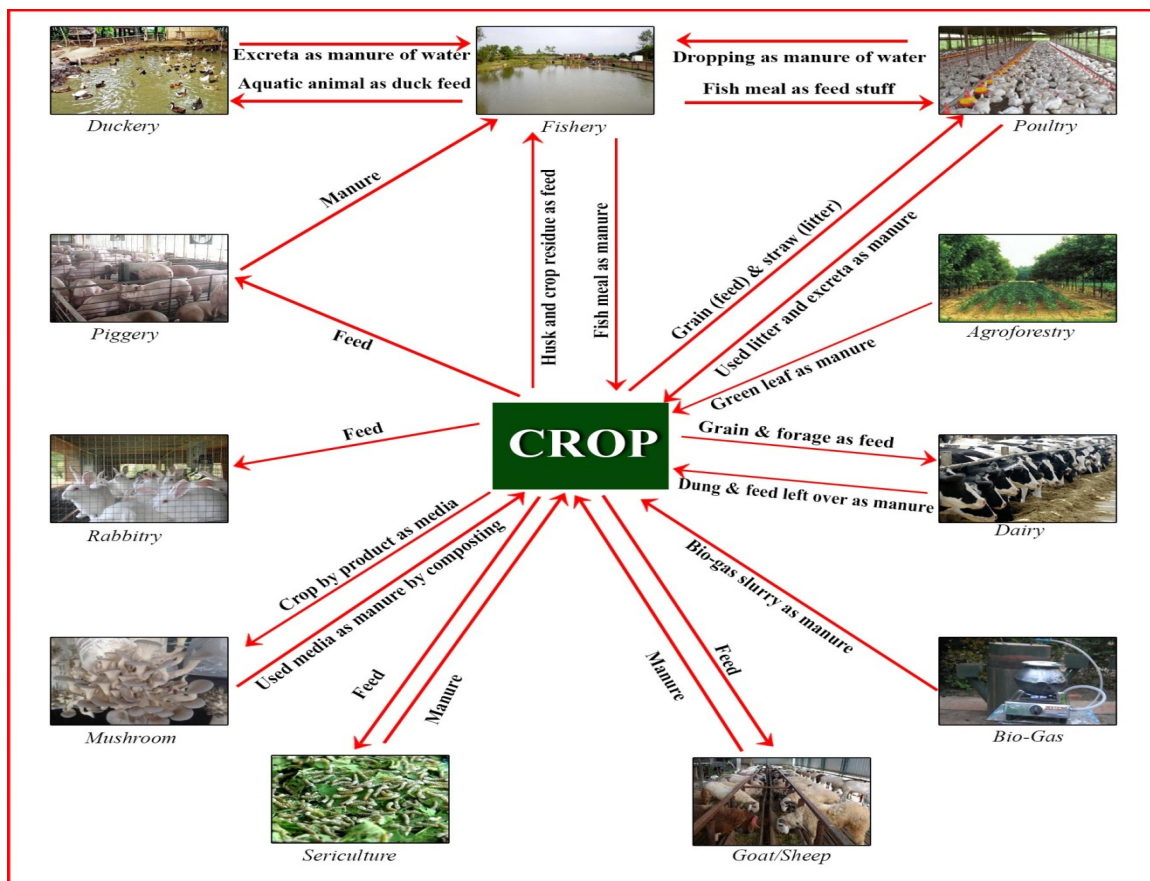 Excreta as manure of water
Aquatic animal as duck feed
Dropping as manure of water
Fish meal as feed stuff
Duckery
Fishery
Poultry
Manure
Husk and crop residue as feed
Fish meal as manure
Grain (feed) & straw (litter)
Used litter and excreta as manure
Piggery
Agroforestry
Feed
Green leaf as manure
Feed
CROP
Grain & forage as feed
Dung & feed left over as manure
Rabbitry
Dairy
Crop by product as media
Used media as manure by composting
Bio-gas slurry as manure
Feed
Manure
Manure
Feed
Mushroom
Bio-Gas
Sericulture
Goat/Sheep